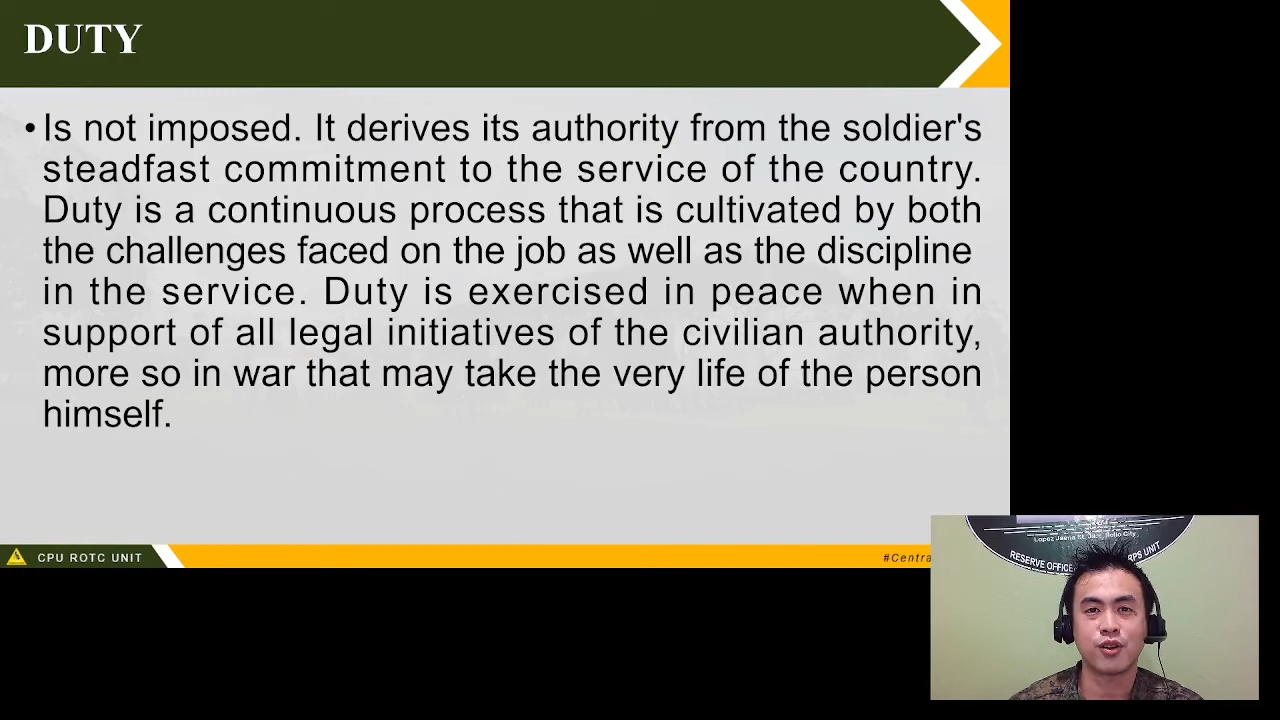 DUTY
•Is not imposed. It derives its authority from the soldier's
steadfast commitment to the service of the country.
Duty is a continuous process that is cultivated by both
the challenges faced on the job as well as the discipline
in the service. Duty is exercised in peace when in
support of all legal initiatives of the civilian authority,
more so in war that may take the very life of the person
himself.
CPU ROTC UNIT
#Centra
Lopez Jaena St, Jaro, Iloilo City
RESERVE OFFICE
RPS UNIT